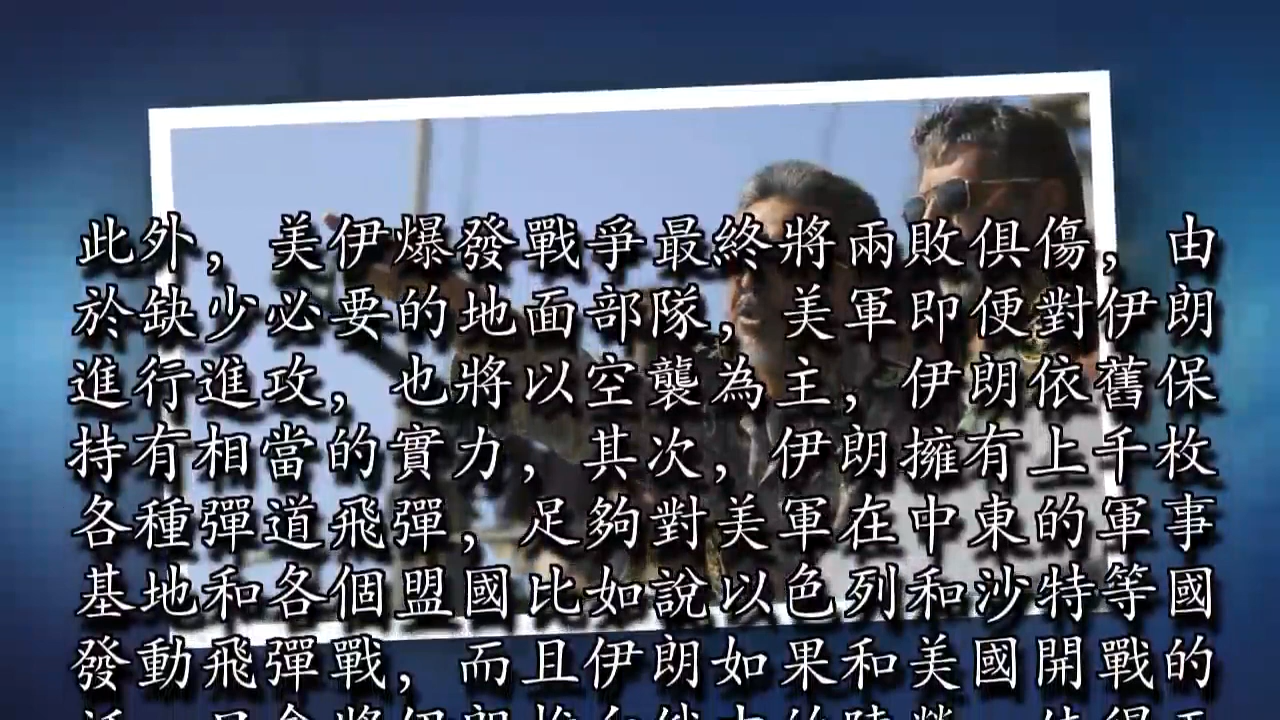 此外，美伊爆發戰爭最終將兩敗俱傷，由
於缺少必要的地面部隊，美軍即便對伊朗
進行進攻，也將以空襲為主，伊朗依舊保
持有相當的實力，其次，伊朗擁有上千枚
各種彈道飛彈，足夠對美軍在中東的軍事
基地和各個盟國比如說以色列和沙特等國
發動飛彈戰，而且伊朗如果和美國開戰的